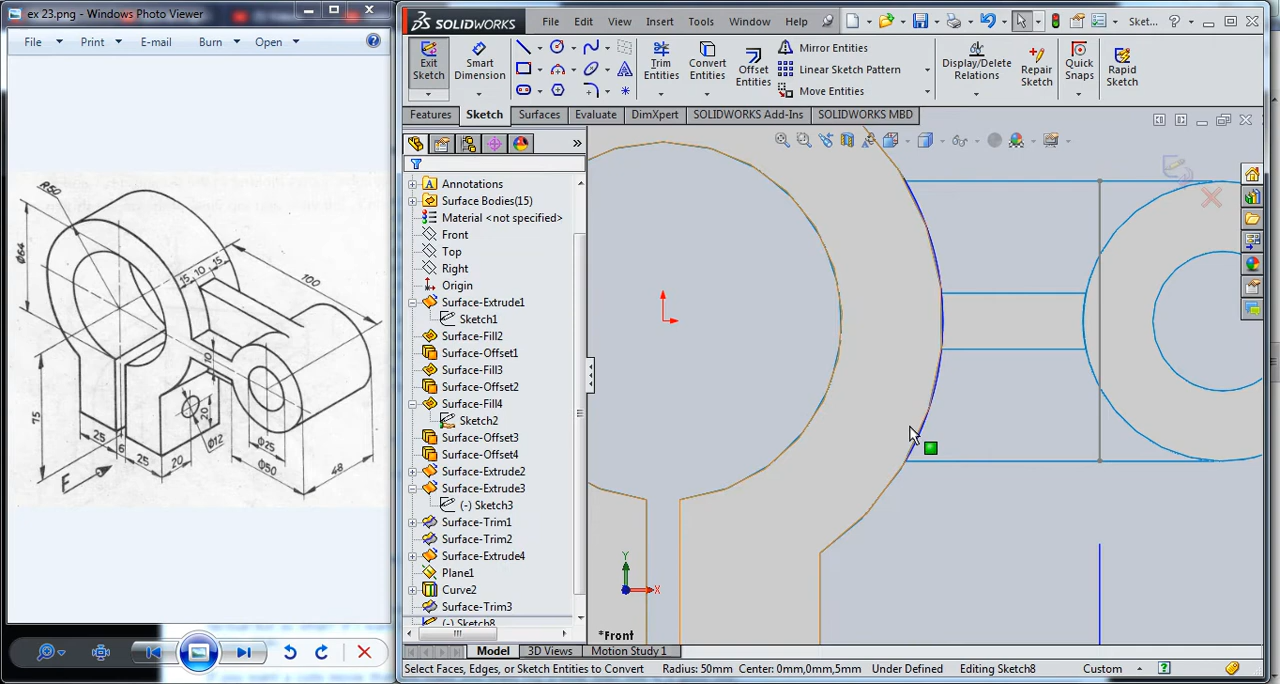 ex 23.png - Windows Photo Viewer
File Print E-mail Burn Open
R50
Ø64
15 10 15
100
10
75
20
Ø12
25 6 25 20
Ø25
Ø50
48
F
SOLIDWORKS File Edit View Insert Tools Window Help Sket... ?
Exit Sketch
Smart Dimension
Trim Entities
Convert Entities
Offset Entities
Mirror Entities
Linear Sketch Pattern
Move Entities
Display/Delete Relations
Repair Sketch
Quick Snaps
Rapid Sketch
Features Sketch Surfaces Evaluate DimXpert SOLIDWORKS Add-Ins SOLIDWORKS MBD
Annotations
Surface Bodies(15)
Material <not specified>
Front
Top
Right
Origin
Surface-Extrude1
Sketch1
Surface-Fill2
Surface-Offset1
Surface-Fill3
Surface-Offset2
Surface-Fill4
Sketch2
Surface-Offset3
Surface-Offset4
Surface-Extrude2
Surface-Extrude3
(-) Sketch3
Surface-Trim1
Surface-Trim2
Surface-Extrude4
Plane1
Curve2
Surface-Trim3
(-) Sketch8
Y
X
*Front
Model 3D Views Motion Study 1
Select Faces, Edges, or Sketch Entities to Convert Radius: 50mm Center: 0mm,0mm,5mm Under Defined Editing Sketch8 Custom